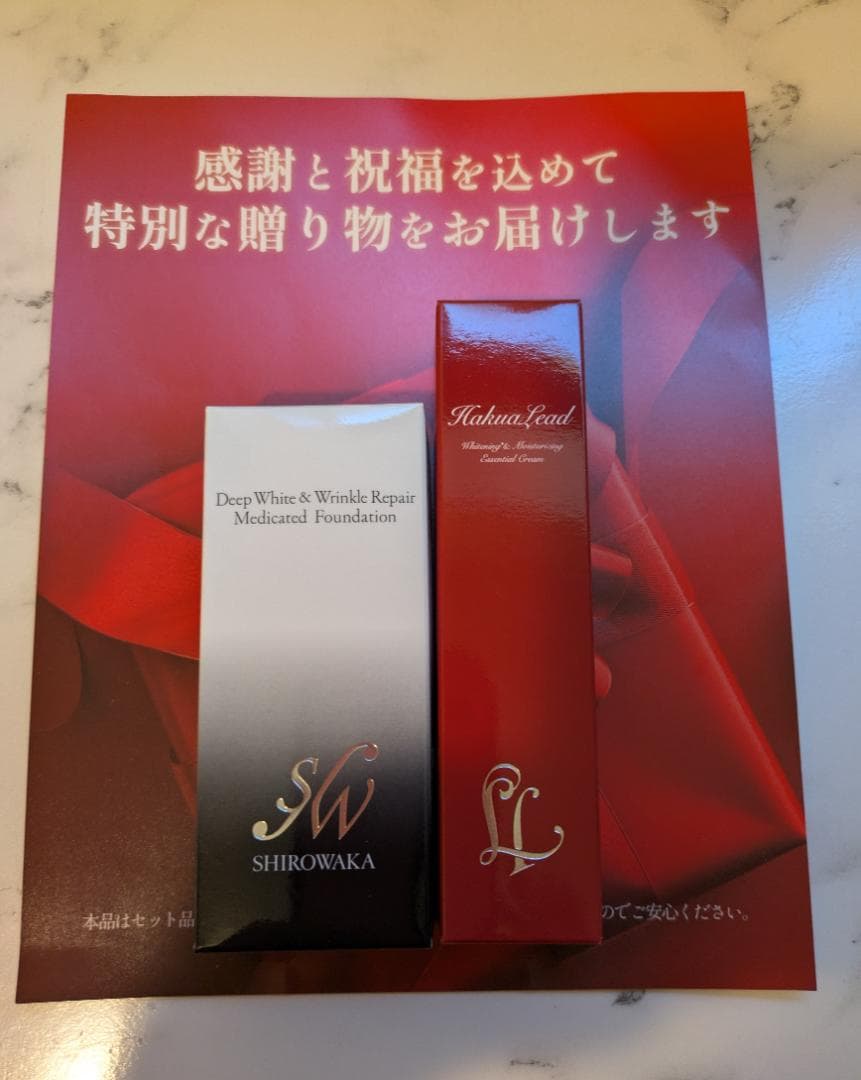 感謝と祝福を込めて
特別な贈り物をお届けします
Deep White & Wrinkle Repair
Medicated Foundation
SW
SHIROWAKA
Hakua Lead
Whitening*& Moisturizing
Essential Cream
LL
本品はセット品
のでご安心ください。